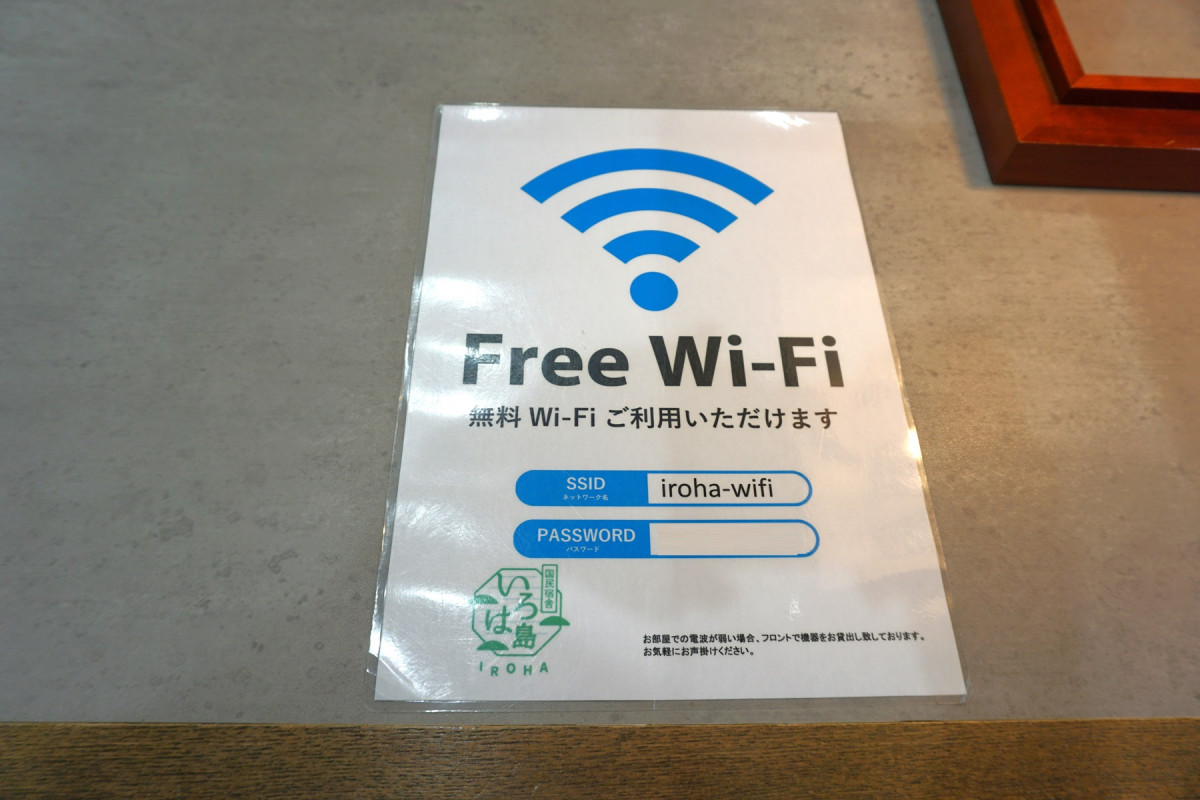 Free Wi-Fi
無料 Wi-Fi ご利用いただけます
SSID
ネットワーク名
iroha-wifi
PASSWORD
パスワード
国民宿舎
いろは島
IROHA
お部屋での電波が弱い場合、フロントで機器をお貸出し致しております。
お気軽にお声掛けください。